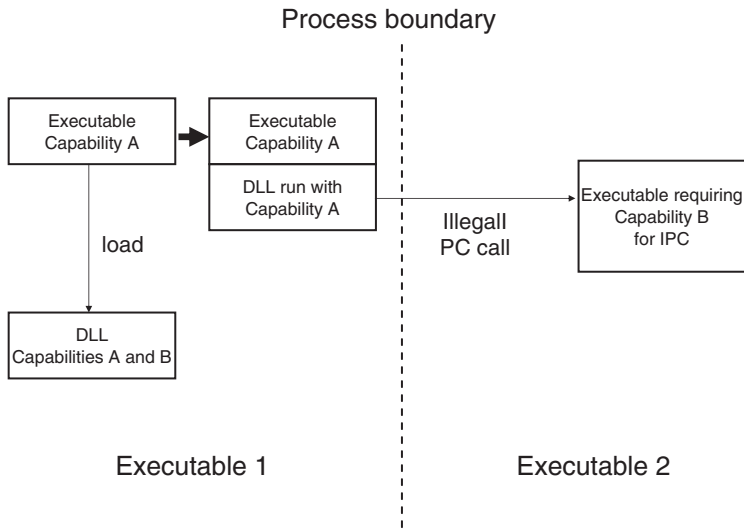 Process boundary
Executable
Capability A
Executable
Capability A
DLL run with
Capability A
Executable requiring
Capability B
for IPC
IllegalI
PC call
load
DLL
Capabilities A and B
Executable 1
Executable 2